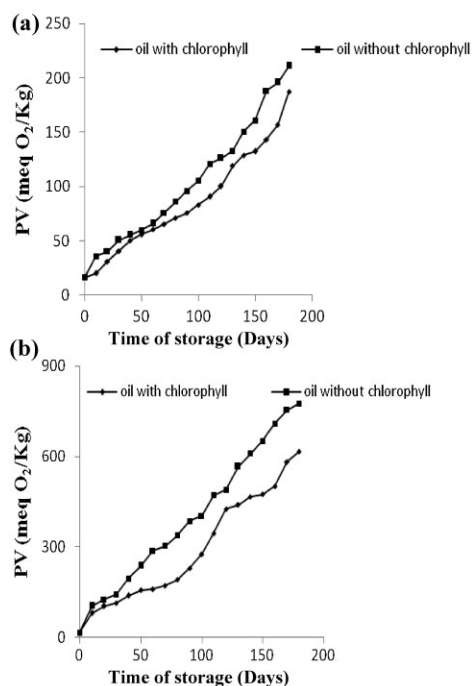 (a)
oil with chlorophyll oil without chlorophyll
250
200
150
100
50
0
PV (meq O₂/Kg)
0 50 100 150 200
Time of storage (Days)
(b)
900
oil with chlorophyll oil without chlorophyll
600
300
0
PV (meq O₂/Kg)
0 50 100 150 200
Time of storage (Days)